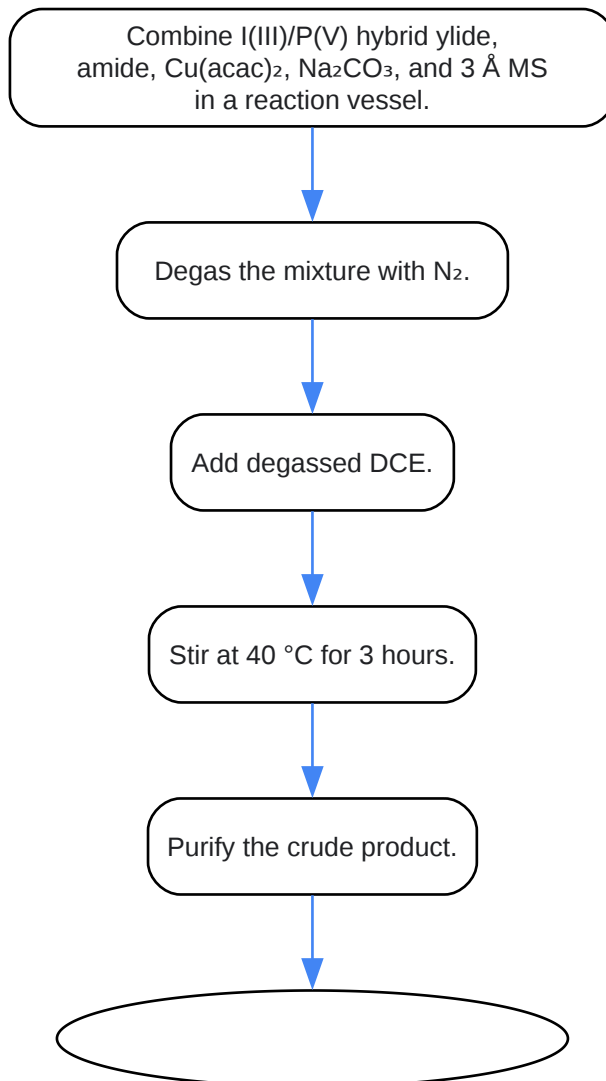 Combine I(III)/P(V) hybrid ylide,
amide, Cu(acac)₂, Na₂CO₃, and 3 Å MS
in a reaction vessel.
Degas the mixture with N₂.
Add degassed DCE.
Stir at 40 °C for 3 hours.
Purify the crude product.